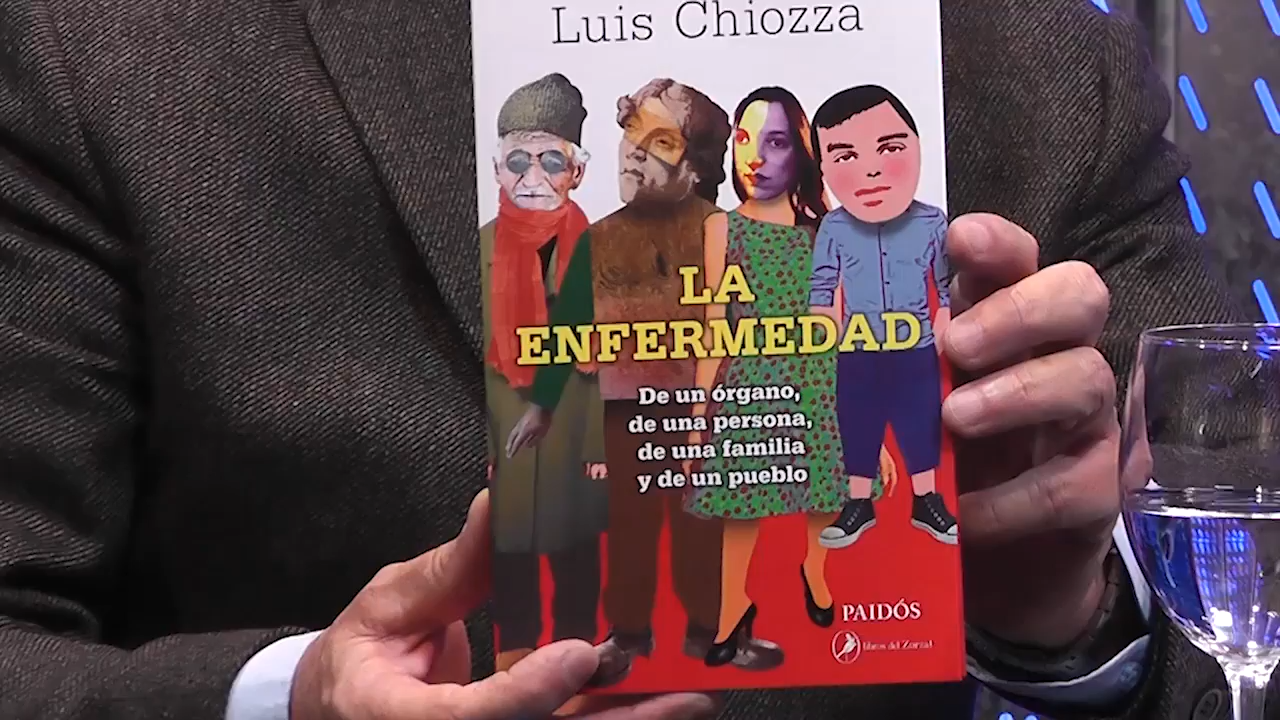 Luis Chiozza
LA
ENFERMEDAD
De un órgano,
de una persona,
de una familia
y de un pueblo
PAIDÓS
libros del Zorzal